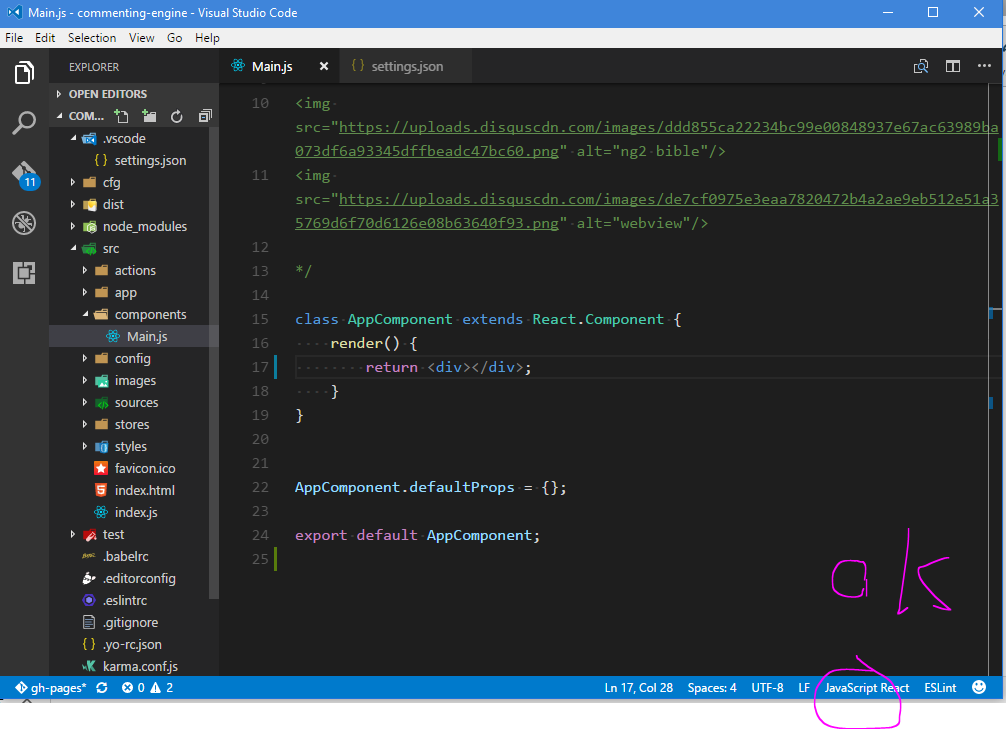 Main.js - commenting-engine - Visual Studio Code
File Edit Selection View Go Help
EXPLORER
OPEN EDITORS
COM...
.vscode
{ } settings.json
cfg
dist
node_modules
src
actions
app
components
Main.js
config
images
sources
stores
styles
favicon.ico
index.html
index.js
test
.babelrc
.editorconfig
.eslintrc
.gitignore
{ } .yo-rc.json
karma.conf.js
11
Main.js { } settings.json
10 <img
src="https://uploads.disquscdn.com/images/ddd855ca22234bc99e00848937e67ac63989ba
073df6a93345dffbeadc47bc60.png" alt="ng2 bible"/>
11 <img
src="https://uploads.disquscdn.com/images/de7cf0975e3eaa7820472b4a2ae9eb512e51a3
5769d6f70d6126e08b63640f93.png" alt="webview"/>
12
13 */
14
15 class AppComponent extends React.Component {
16 ····render() {
17 ········return <div></div>;
18 ····}
19 }
20
21
22 AppComponent.defaultProps = {};
23
24 export default AppComponent;
25
ak
gh-pages* 0 2 Ln 17, Col 28 Spaces: 4 UTF-8 LF JavaScript React ESLint